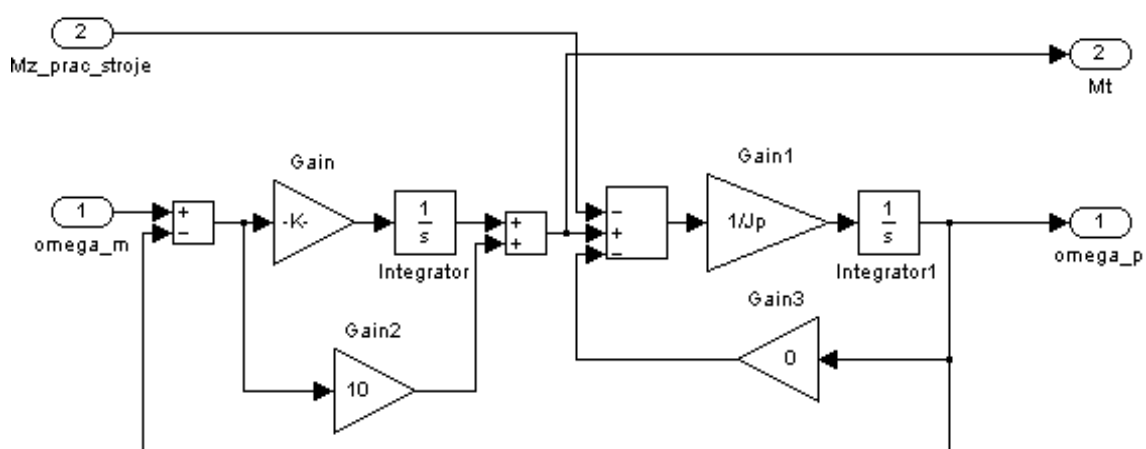 2
Mz_prac_stroje
2
Mt
Gain
Gain1
1
omega_m
+
−
-K-
1
s
Integrator
+
+
−
+
−
1/Jp
1
s
Integrator1
1
omega_p
Gain2
10
Gain3
0